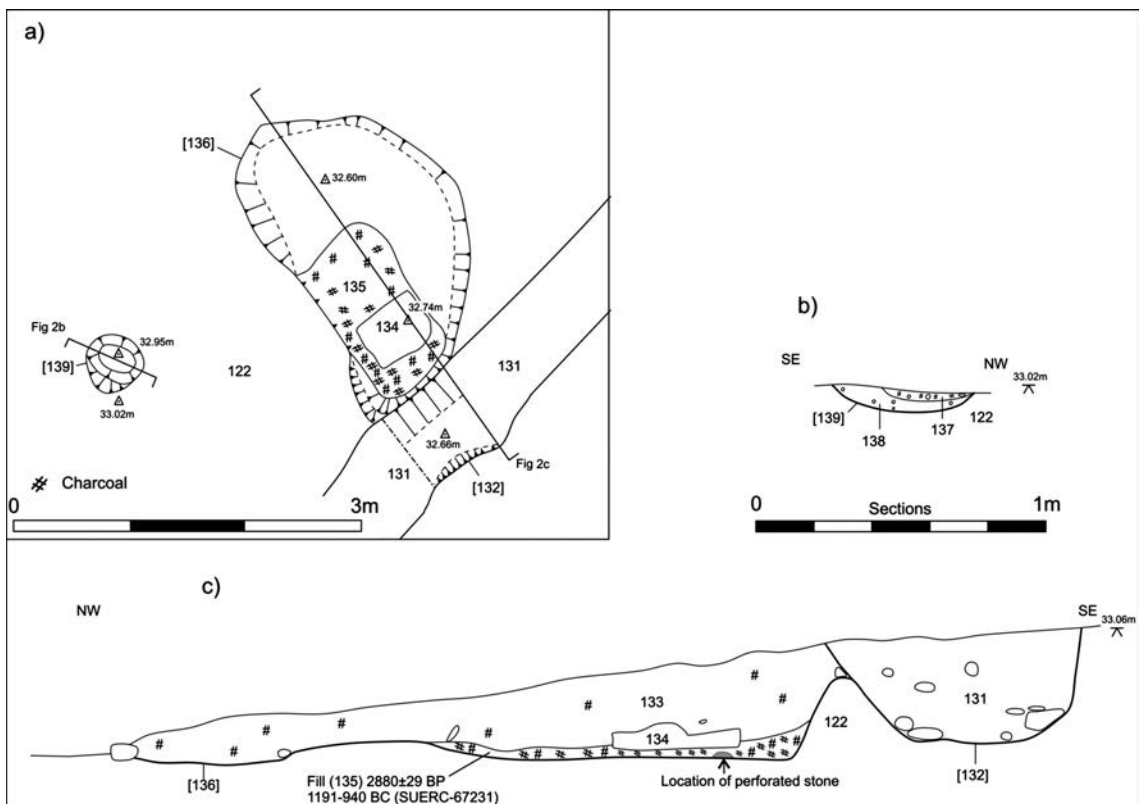 a)
[136]
32.60m
135
32.74m
134
Fig 2b
32.95m
[139]
122
33.02m
131
32.66m
131
Fig 2c
[132]
Charcoal
0
3m
b)
SE
NW
33.02m
[139]
122
138
137
0
Sections
1m
c)
NW
SE
33.06m
133
131
134
122
[136]
Fill (135) 2880±29 BP
1191-940 BC (SUERC-67231)
Location of perforated stone
[132]